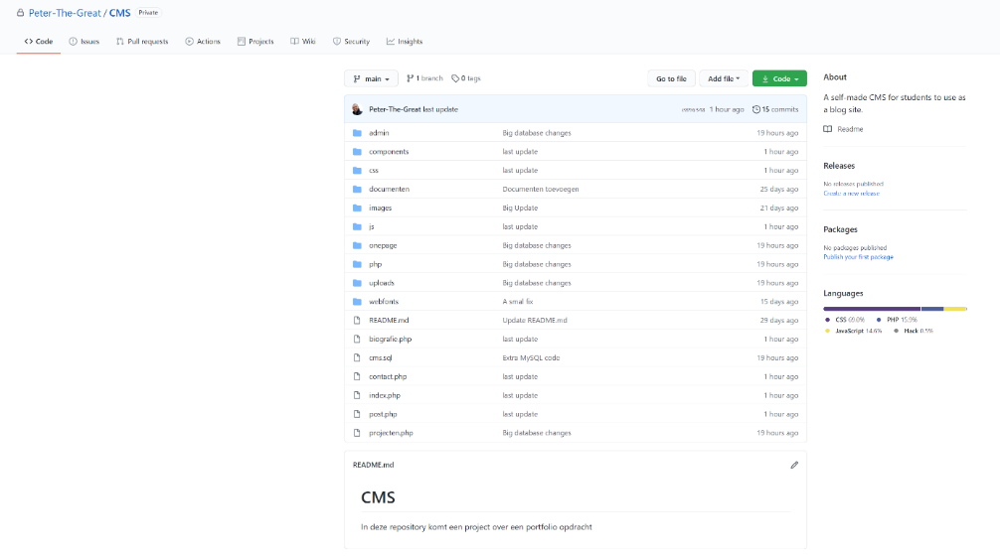 Peter-The-Great / CMS Private
Code Issues Pull requests Actions Projects Wiki Security Insights
main 1 branch 0 tags Go to file Add file Code
Peter-The-Great last update 1 hour ago 15 commits
admin Big database changes 19 hours ago
components last update 1 hour ago
css last update 1 hour ago
documenten Documenten toevoegen 25 days ago
images Big Update 21 days ago
js last update 1 hour ago
onepage Big database changes 19 hours ago
php Big database changes 19 hours ago
uploads Big database changes 19 hours ago
webfonts A smal fix 15 days ago
README.md Update README.md 29 days ago
biografie.php last update 1 hour ago
cms.sql Extra MySQL code 19 hours ago
contact.php last update 1 hour ago
index.php last update 1 hour ago
post.php last update 1 hour ago
projecten.php Big database changes 19 hours ago
README.md
CMS
In deze repository komt een project over een portfolio opdracht
About
A self-made CMS for students to use as
a blog site.
Readme
Releases
No releases published
Create a new release
Packages
No packages published
Publish your first package
Languages
CSS 69.0% PHP 15.9%
JavaScript 14.6% Hack 0.5%